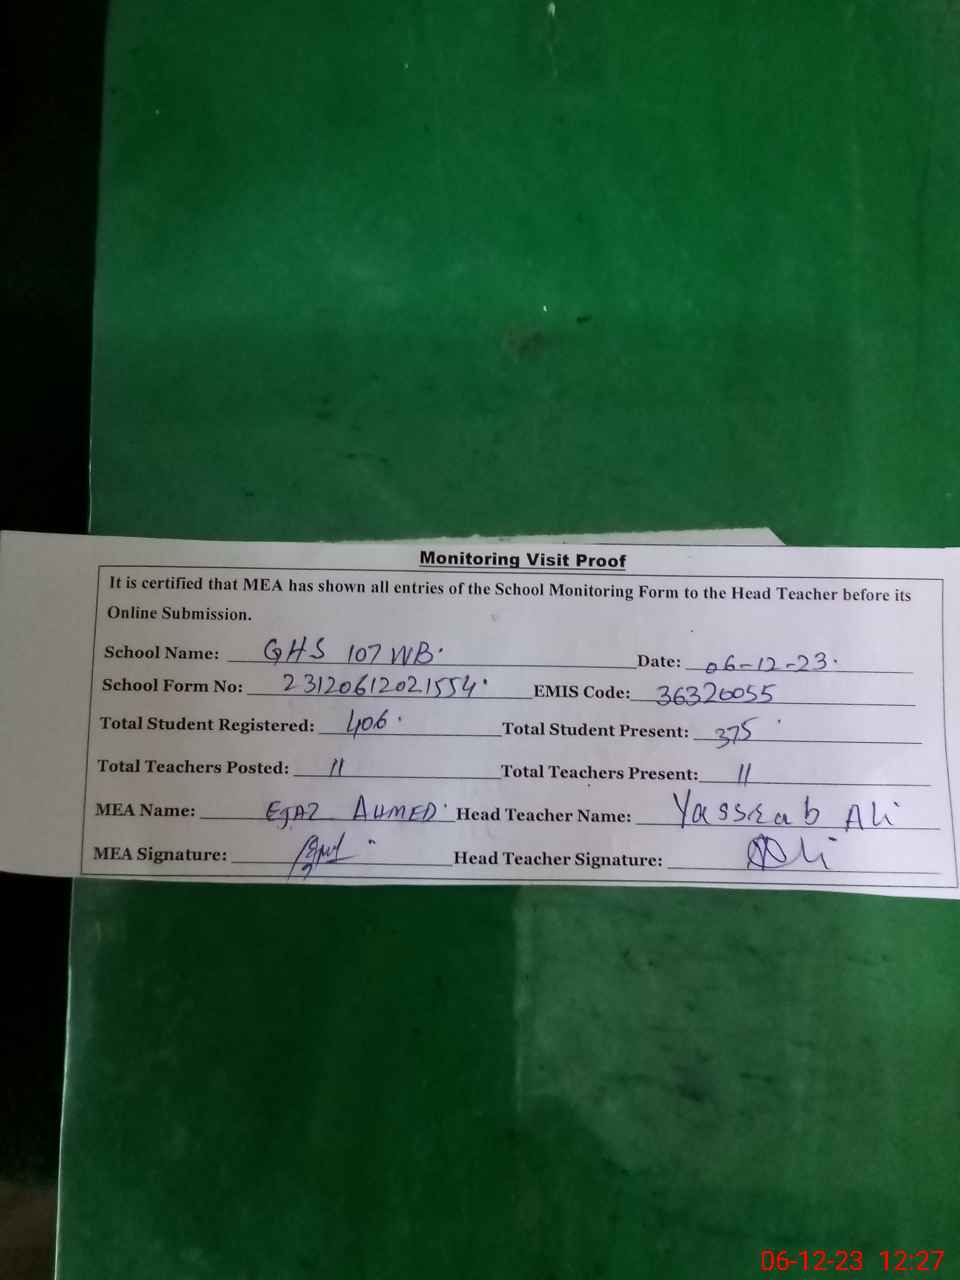 Monitoring Visit Proof
It is certified that MEA has shown all entries of the School Monitoring Form to the Head Teacher before its
Online Submission.
School Name: GHS 107 WB. Date: 06-12-23.
School Form No: 23120612021554. EMIS Code: 36320055
Total Student Registered: 406. Total Student Present: 375
Total Teachers Posted: 11 Total Teachers Present: 11
MEA Name: EJAZ AHMED. Head Teacher Name: Yasseab Ali
MEA Signature: Head Teacher Signature:
06-12-23 12:27